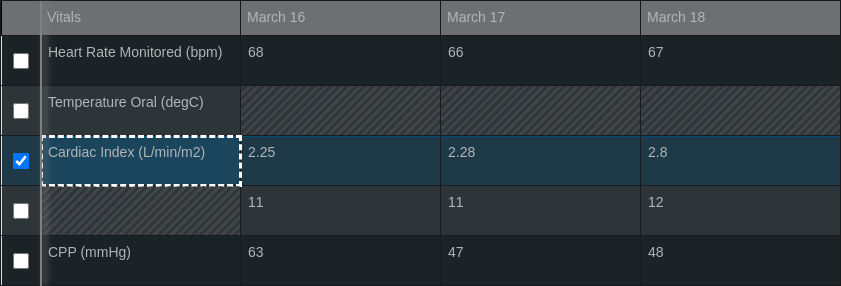 Vitals March 16 March 17 March 18
Heart Rate Monitored (bpm) 68 66 67
Temperature Oral (degC)
Cardiac Index (L/min/m2) 2.25 2.28 2.8
11 11 12
CPP (mmHg) 63 47 48